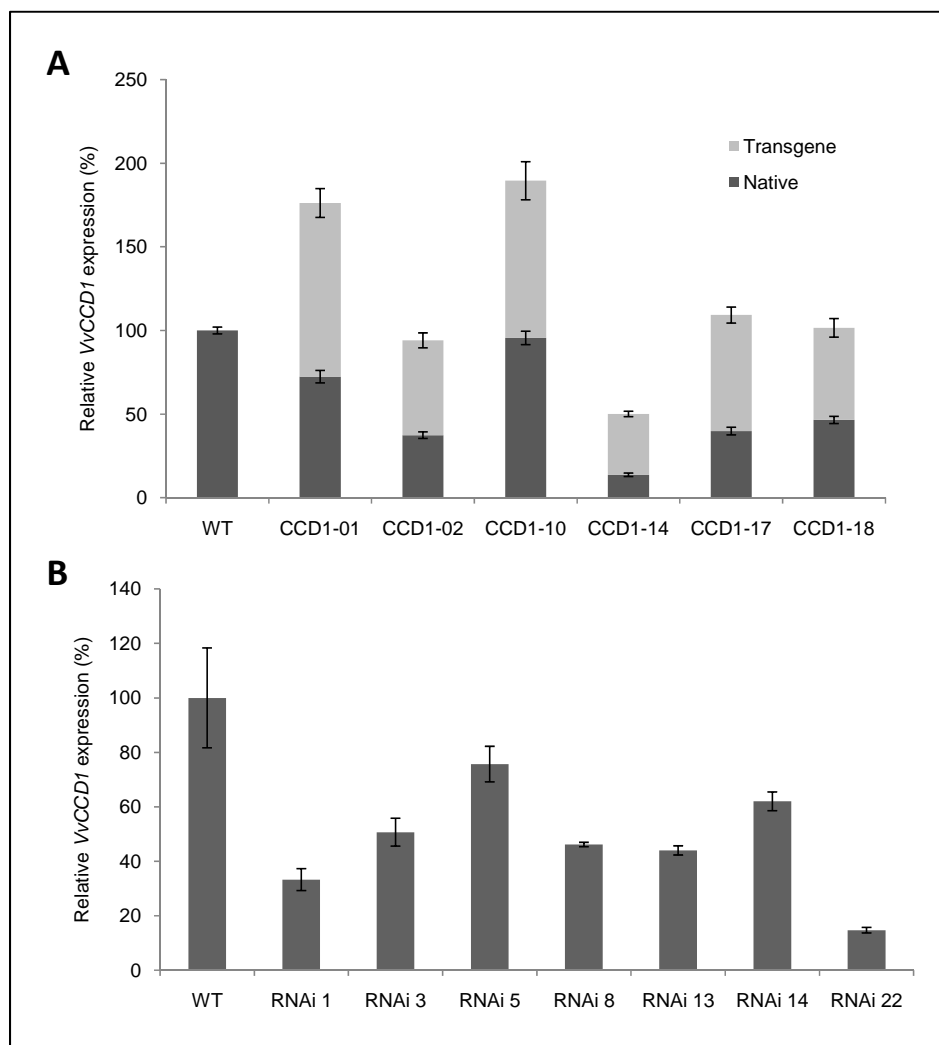 A
250
200
150
100
50
0
Relative VvCCD1 expression (%)
Transgene
Native
WT CCD1-01 CCD1-02 CCD1-10 CCD1-14 CCD1-17 CCD1-18
B
140
120
100
80
60
40
20
0
Relative VvCCD1 expression (%)
WT RNAi 1 RNAi 3 RNAi 5 RNAi 8 RNAi 13 RNAi 14 RNAi 22